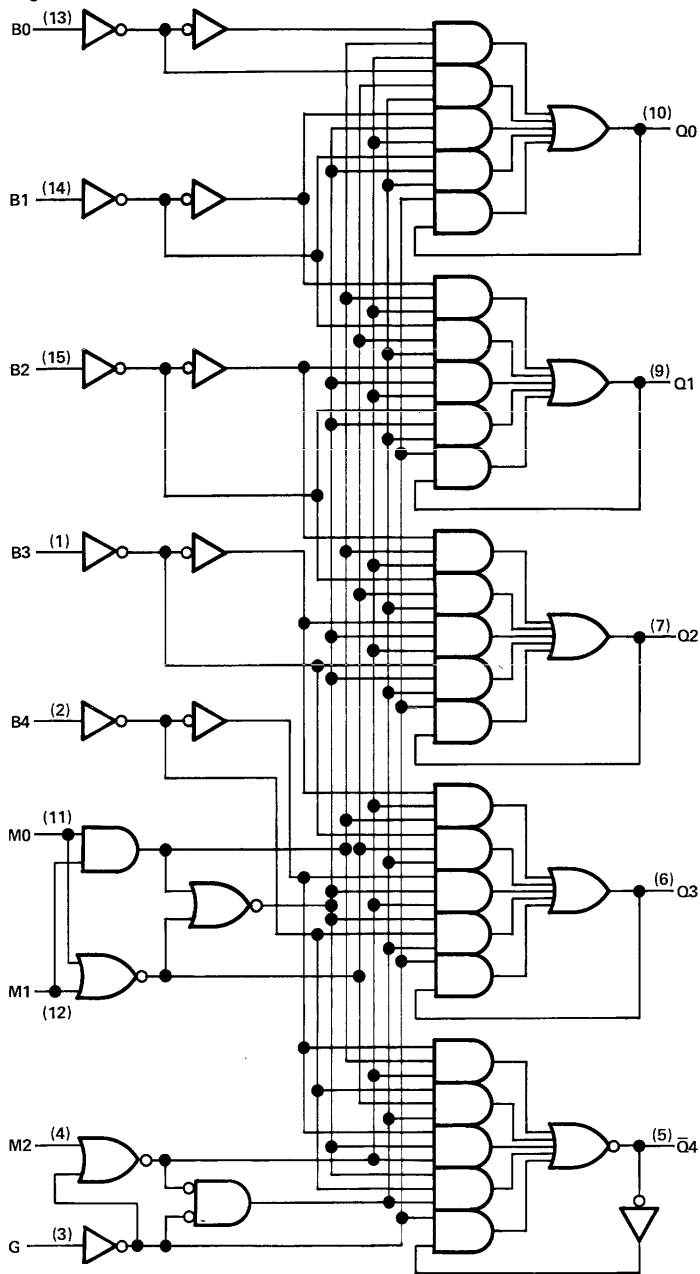 B0 (13)
(10) Q0
B1 (14)
B2 (15)
(9) Q1
B3 (1)
(7) Q2
B4 (2)
M0 (11)
(6) Q3
M1 (12)
M2 (4)
(5) Q̅4
G (3)